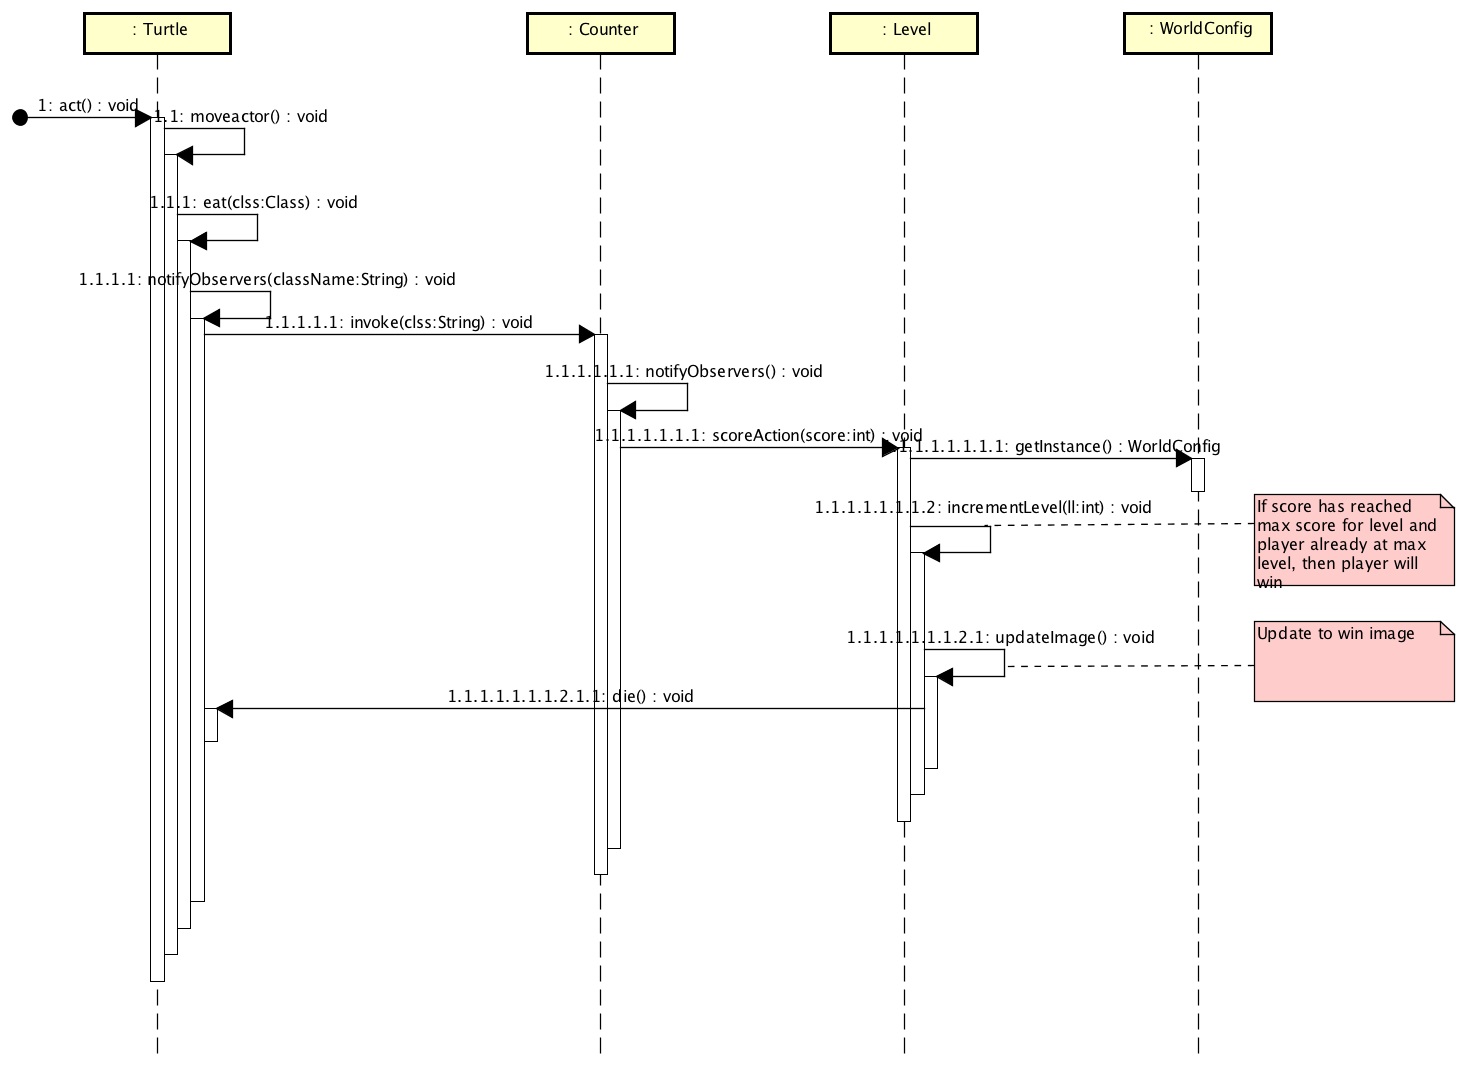 : Turtle
: Counter
: Level
: WorldConfig
1: act() : void
1.1: moveactor() : void
1.1.1: eat(clss:Class) : void
1.1.1.1: notifyObservers(className:String) : void
1.1.1.1.1: invoke(clss:String) : void
1.1.1.1.1.1: notifyObservers() : void
1.1.1.1.1.1.1: scoreAction(score:int) : void
1.1.1.1.1.1.1.1: getInstance() : WorldConfig
1.1.1.1.1.1.1.2: incrementLevel(ll:int) : void
If score has reached
max score for level and
player already at max
level, then player will
win
1.1.1.1.1.1.1.2.1: updateImage() : void
Update to win image
1.1.1.1.1.1.1.2.1.1: die() : void